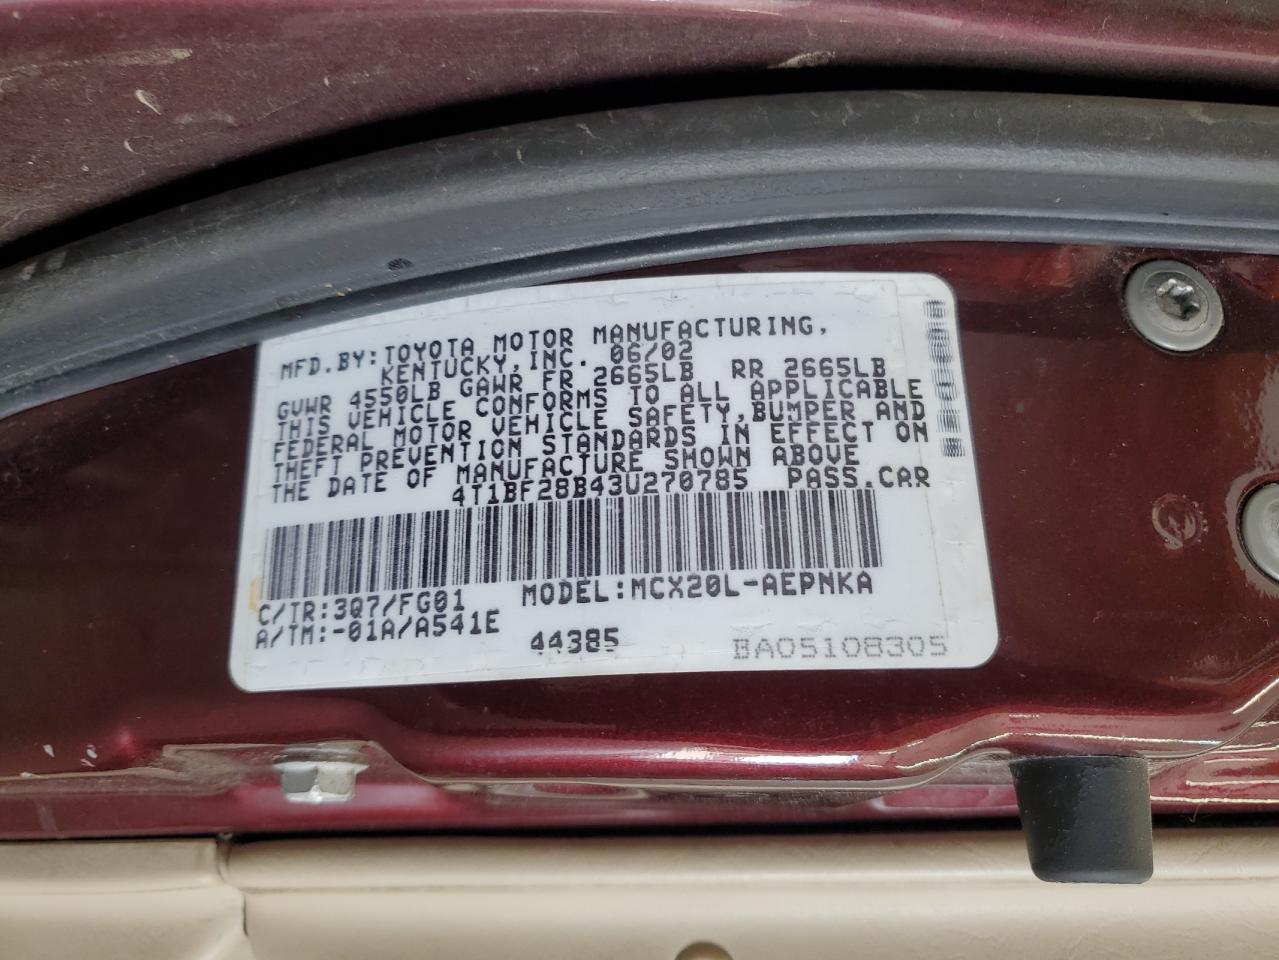 MFD.BY:TOYOTA MOTOR MANUFACTURING,
KENTUCKY,INC. 06/02
GVWR 4550LB GAWR FR 2665LB RR 2665LB
THIS VEHICLE CONFORMS TO ALL APPLICABLE
FEDERAL MOTOR VEHICLE SAFETY,BUMPER AND
THEFT PREVENTION STANDARDS IN EFFECT ON
THE DATE OF MANUFACTURE SHOWN ABOVE
4T1BF28B43U270785 PASS.CAR
C/TR:3Q7/FG01 MODEL:MCX20L-AEPNKA
A/TM:-01A/A541E
44385 BA05108305